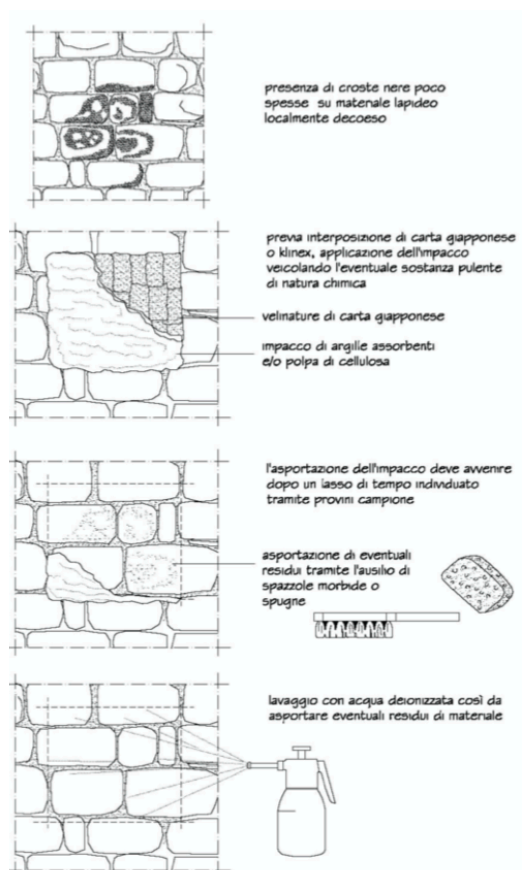 presenza di croste nere poco
spesse su materiale lapideo
localmente decoeso
previa interposizione di carta giapponese
o klinex, applicazione dell'impacco
veicolando l'eventuale sostanza pulente
di natura chimica
velinature di carta giapponese
impacco di argille assorbenti
e/o polpa di cellulosa
l'asportazione dell'impacco deve avvenire
dopo un lasso di tempo individuato
tramite provini campione
asportazione di eventuali
residui tramite l'ausilio di
spazzole morbide o
spugne
lavaggio con acqua deionizzata così da
asportare eventuali residui di materiale